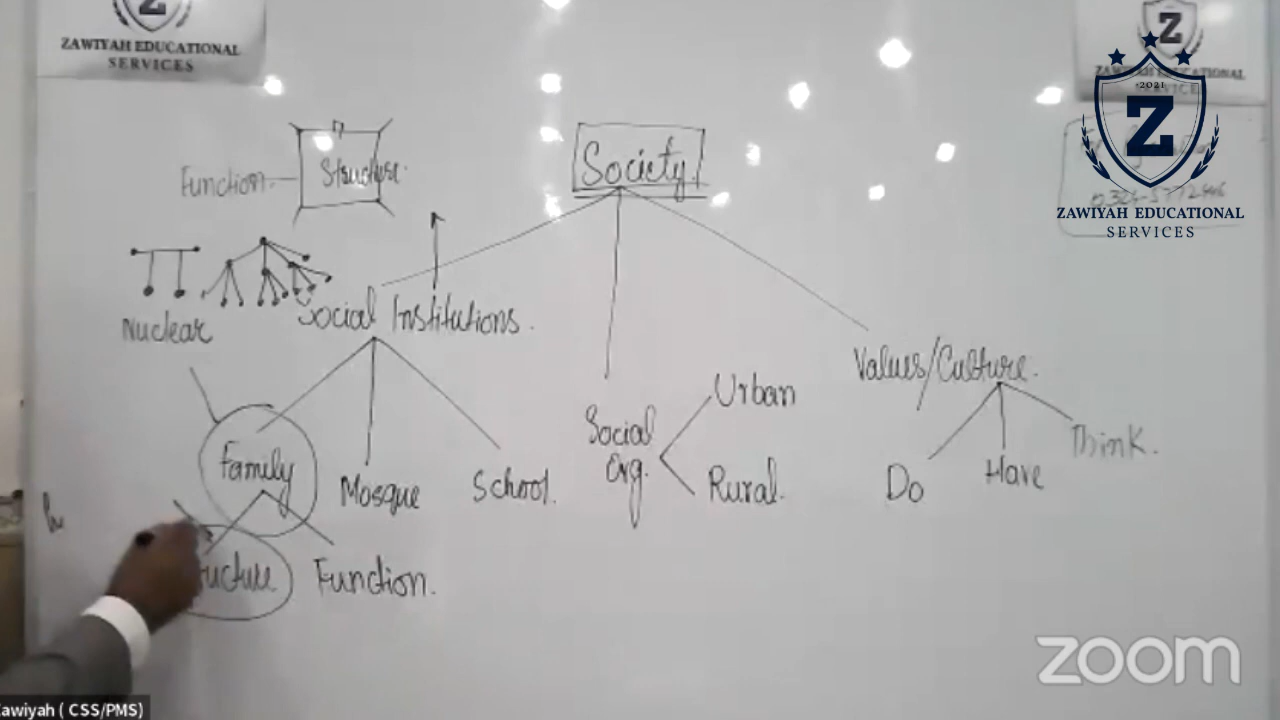 ZAWIYAH EDUCATIONAL
SERVICES
Z
2021
Z
ZAWIYAH EDUCATIONAL
SERVICES
Society
Function
Structure
Nuclear
Social Institutions
Values/Culture
Urban
Social
Org.
Rural
Do
Have
Think
Family
Mosque
School
Function
zoom
Zawiyah ( CSS/PMS)